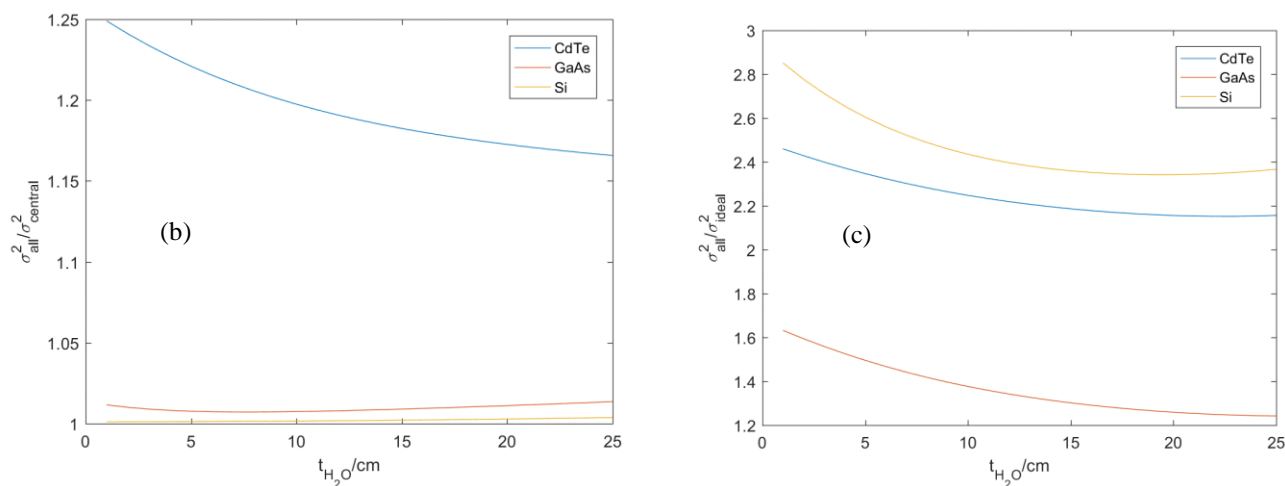 1.25
1.2
1.15
1.1
1.05
1
0
5
10
15
20
25
σ²all/σ²central
tH₂O/cm
CdTe
GaAs
Si
(b)
3
2.8
2.6
2.4
2.2
2
1.8
1.6
1.4
1.2
0
5
10
15
20
25
σ²all/σ²ideal
tH₂O/cm
CdTe
GaAs
Si
(c)